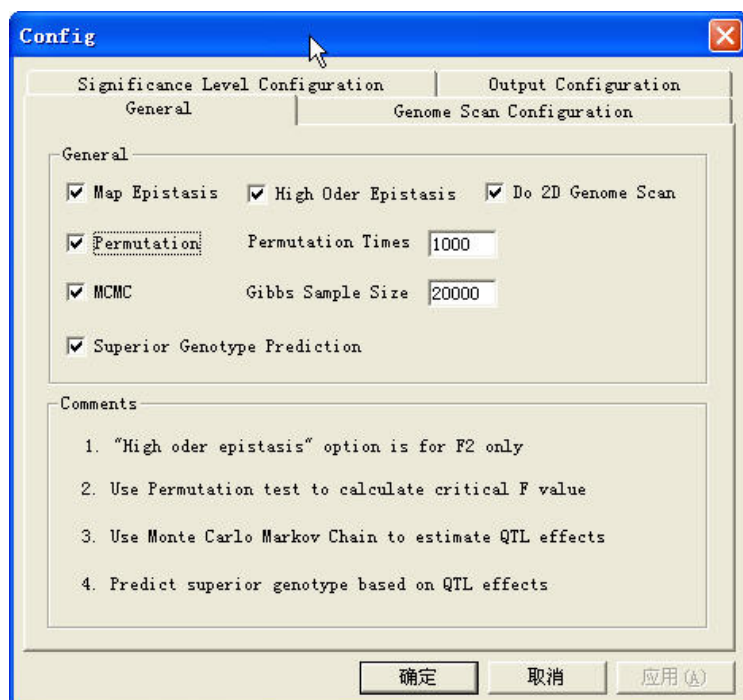 Config
Significance Level Configuration Output Configuration
General Genome Scan Configuration
General
Map Epistasis High Oder Epistasis Do 2D Genome Scan
Permutation Permutation Times 1000
MCMC Gibbs Sample Size 20000
Superior Genotype Prediction
Comments
1. "High oder epistasis" option is for F2 only
2. Use Permutation test to calculate critical F value
3. Use Monte Carlo Markov Chain to estimate QTL effects
4. Predict superior genotype based on QTL effects
确定 取消 应用(A)